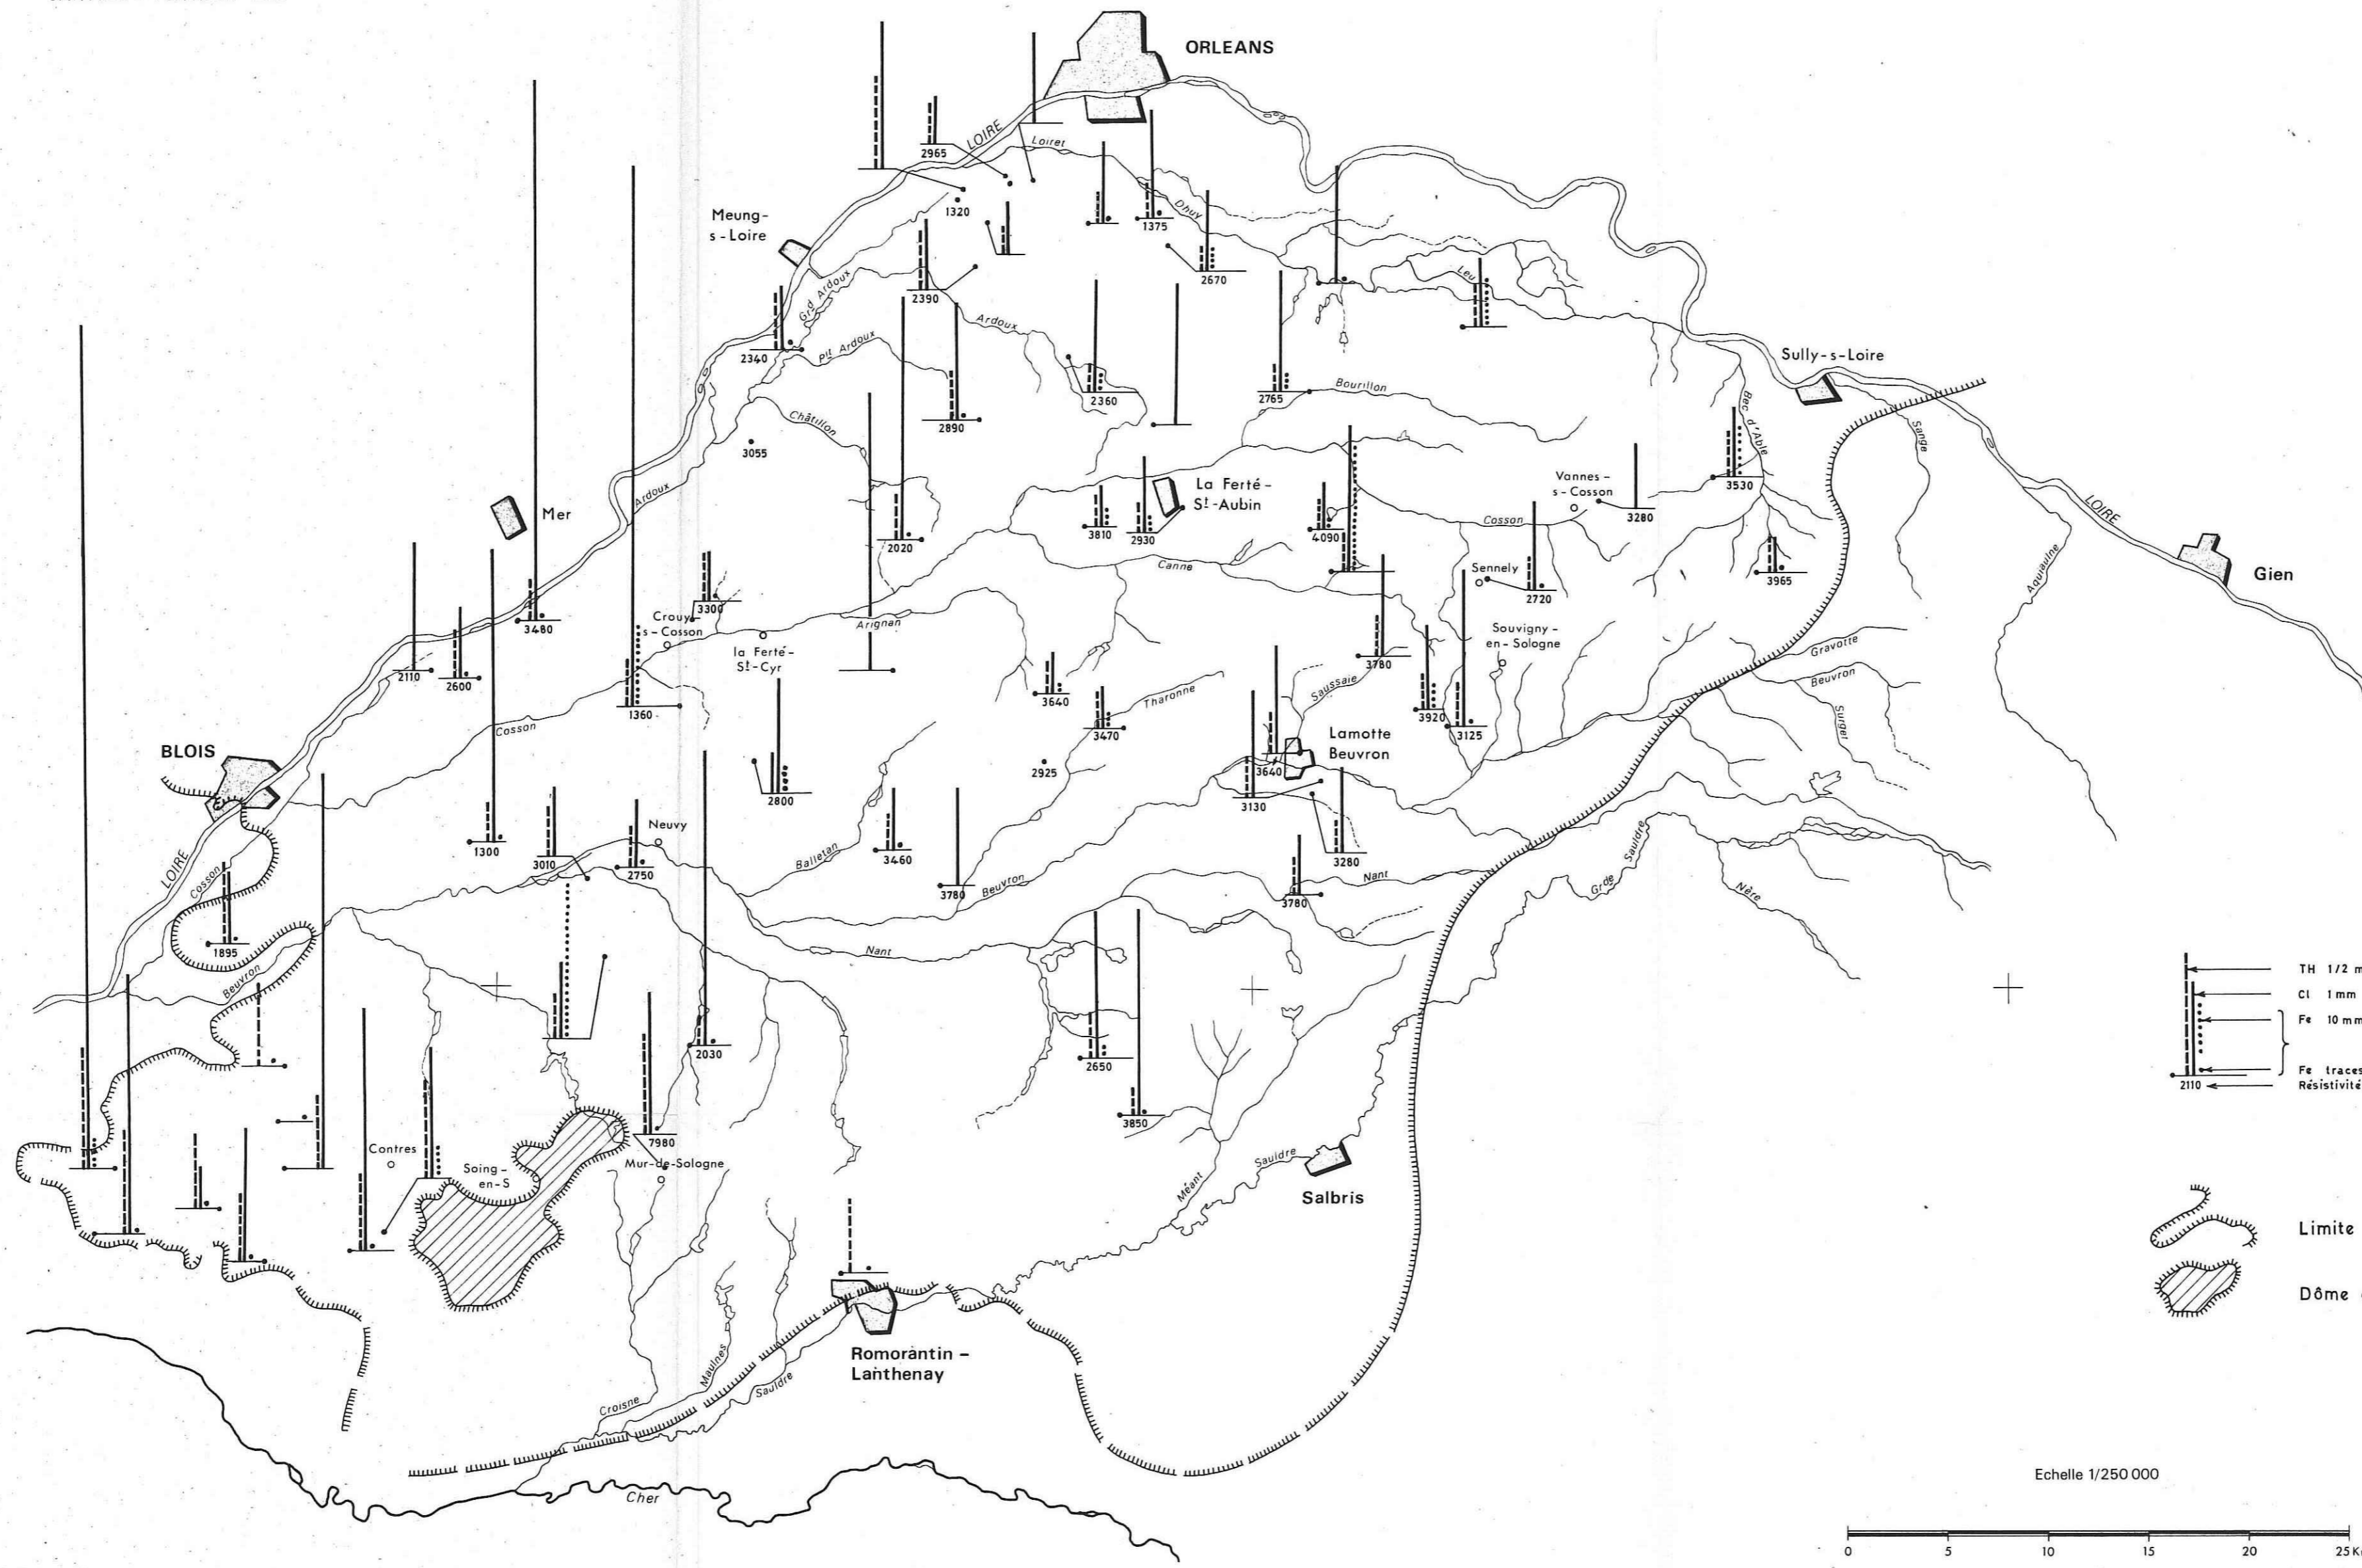 ORLEANS
LOIRE
Loiret
2965
1320
1375
Dhuy
Meung-
s-Loire
2390
2670
Leu
Grd Ardoux
Ardoux
Pit Ardoux
2340
Sully-s-Loire
2360
2765
Bourillon
2890
Châtillon
3055
Bec d'Able
Sange
Mer
Ardoux
La Ferté-
St-Aubin
Vannes-
s-Cosson
3530
3280
LOIRE
2020
3810
2930
4090
Cosson
Canne
Sennely
2720
3965
Aquiaulne
Gien
3480
3300
Crouy-
s-Cosson
Arignan
la Ferté-
St-Cyr
Souvigny-
en-Sologne
2110
2600
3780
Gravotte
Beuvron
1360
3640
Tharonne
Saussaie
3920
3125
3470
Surget
Cosson
BLOIS
2925
Lamotte
Beuvron
3640
3130
2800
Neuvy
1300
3010
2750
Balletan
3460
3280
LOIRE
Cosson
3780
Beuvron
3780
Nant
Grde Sauldre
Nère
1895
Nant
Beuvron
TH 1/2 m
Cl 1mm
Fe 10 mm
Fe traces
2110
Résistivité
2030
2650
3850
7980
Contres
Soing-
en-S
Mur-de-Sologne
Sauldre
Méant
Salbris
Limite
Dôme
Romorantin-
Lanthenay
Maulnes
Sauldre
Croisne
Cher
Echelle 1/250 000
0 5 10 15 20 25 K